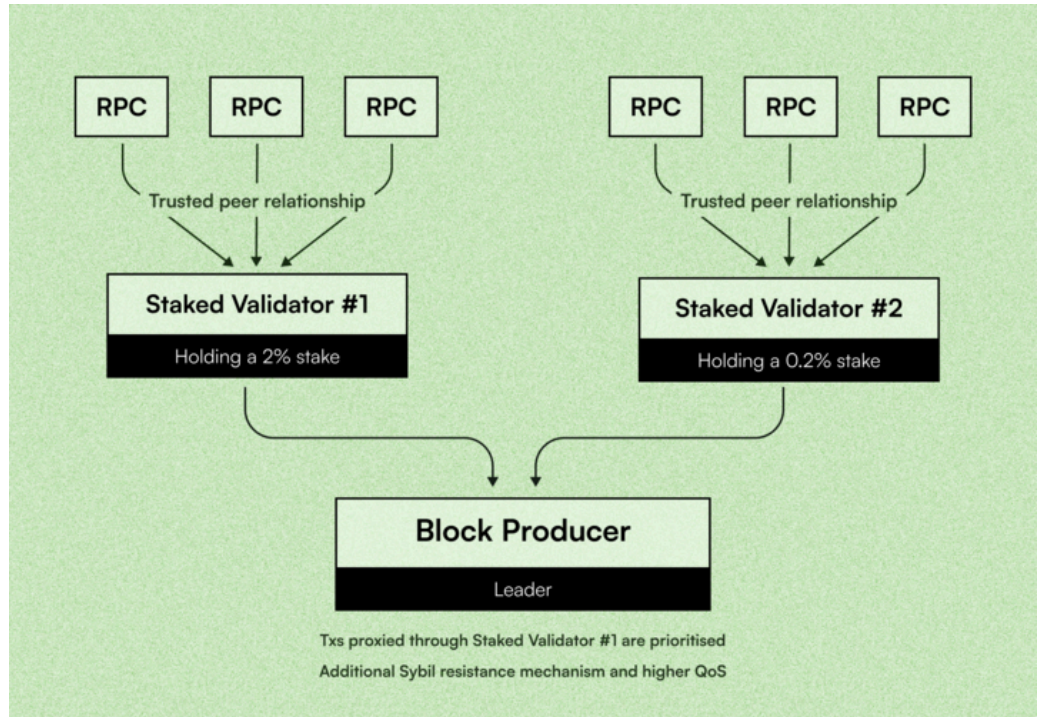 RPC RPC RPC RPC RPC RPC
Trusted peer relationship Trusted peer relationship
Staked Validator #1
Holding a 2% stake
Staked Validator #2
Holding a 0.2% stake
Block Producer
Leader
Txs proxied through Staked Validator #1 are prioritised
Additional Sybil resistance mechanism and higher QoS